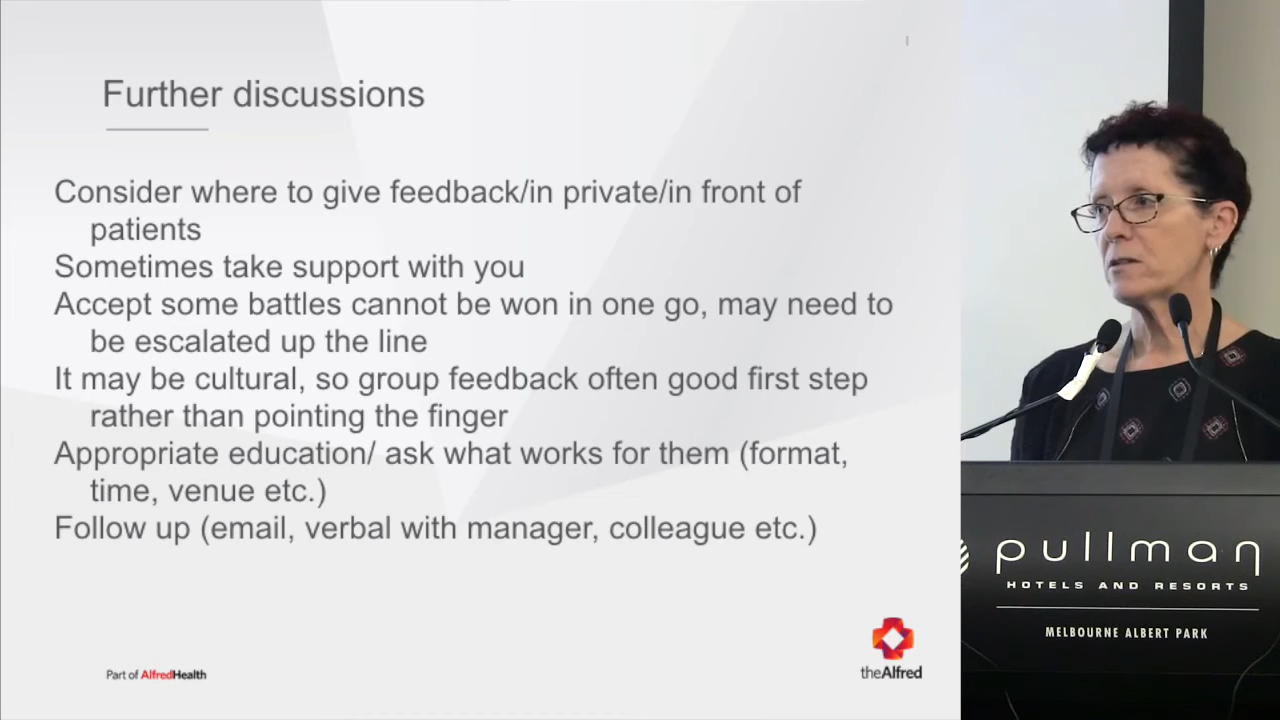 Further discussions
Consider where to give feedback/in private/in front of
patients
Sometimes take support with you
Accept some battles cannot be won in one go, may need to
be escalated up the line
It may be cultural, so group feedback often good first step
rather than pointing the finger
Appropriate education/ ask what works for them (format,
time, venue etc.)
Follow up (email, verbal with manager, colleague etc.)
Part of AlfredHealth
theAlfred
pullman
HOTELS AND RESORTS
MELBOURNE ALBERT PARK